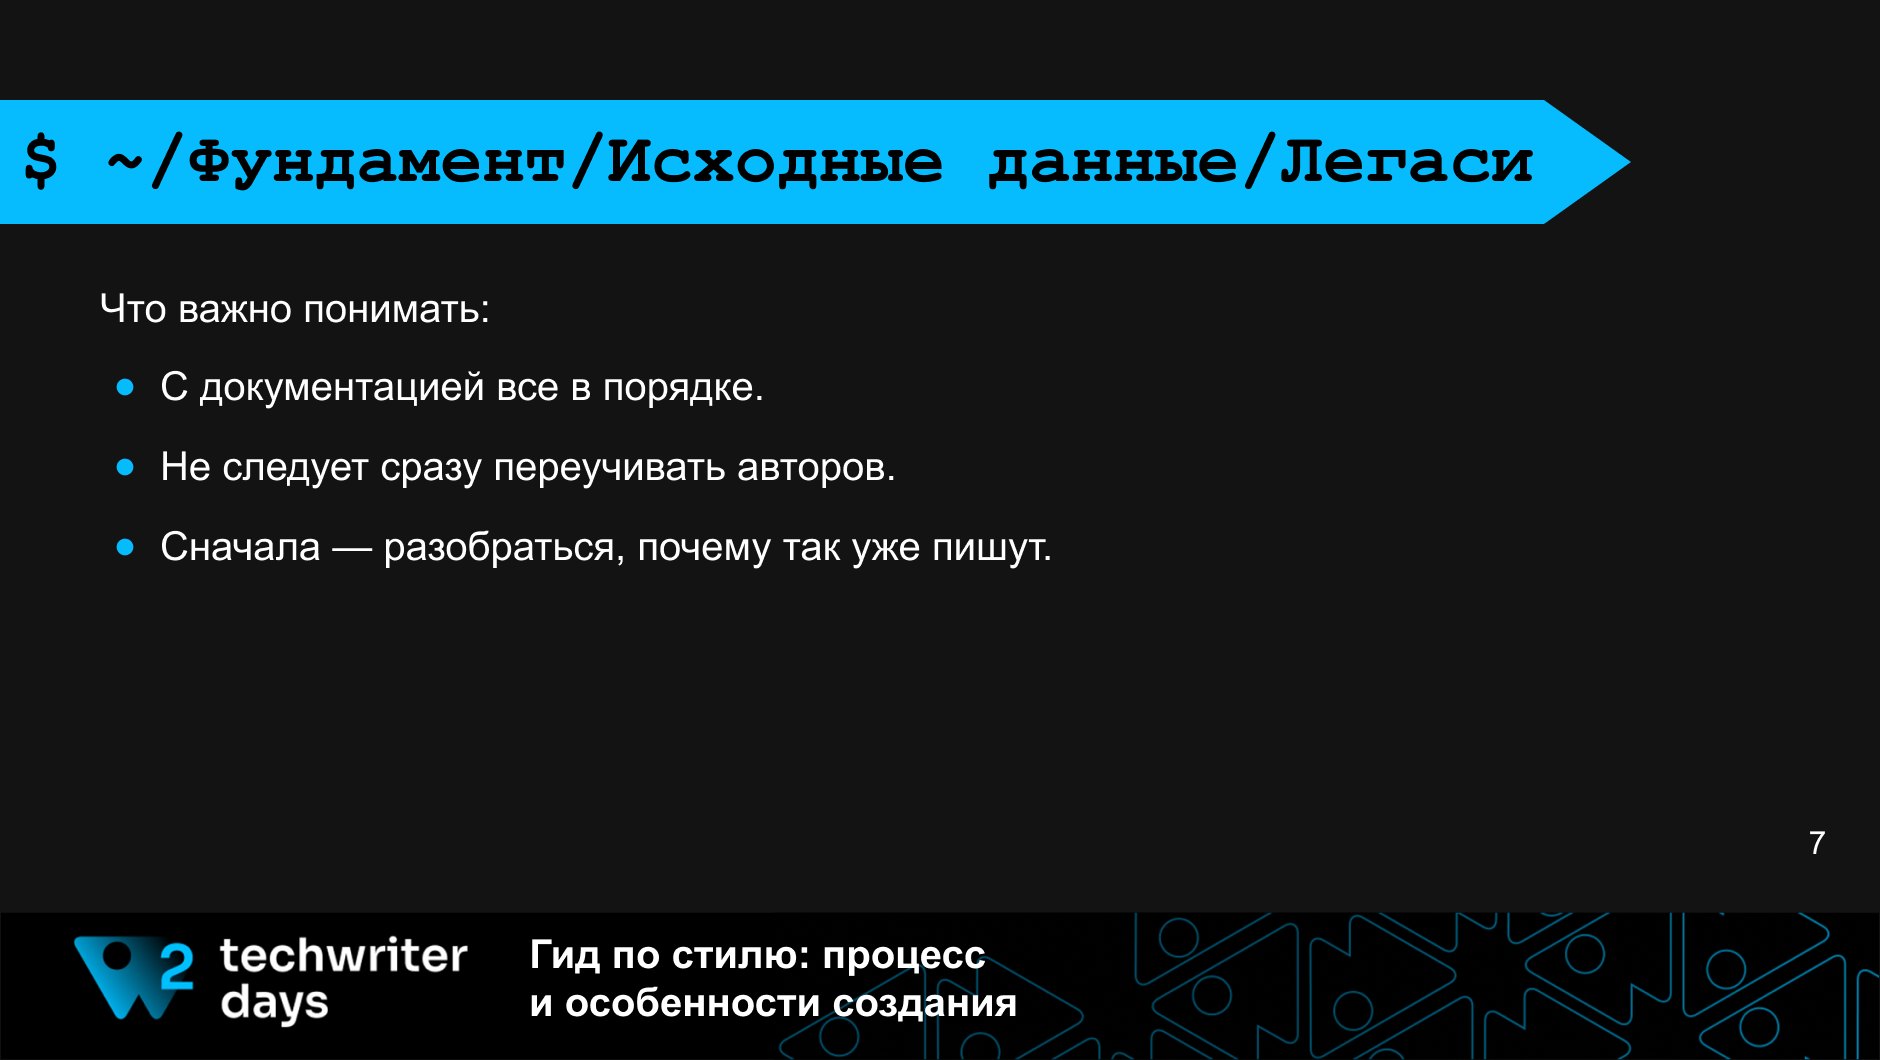 $ ~/Фундамент/Исходные данные/Легаси
Что важно понимать:
С документацией все в порядке.
Не следует сразу переучивать авторов.
Сначала — разобраться, почему так уже пишут.
7
2 techwriter
days
Гид по стилю: процесс
и особенности создания